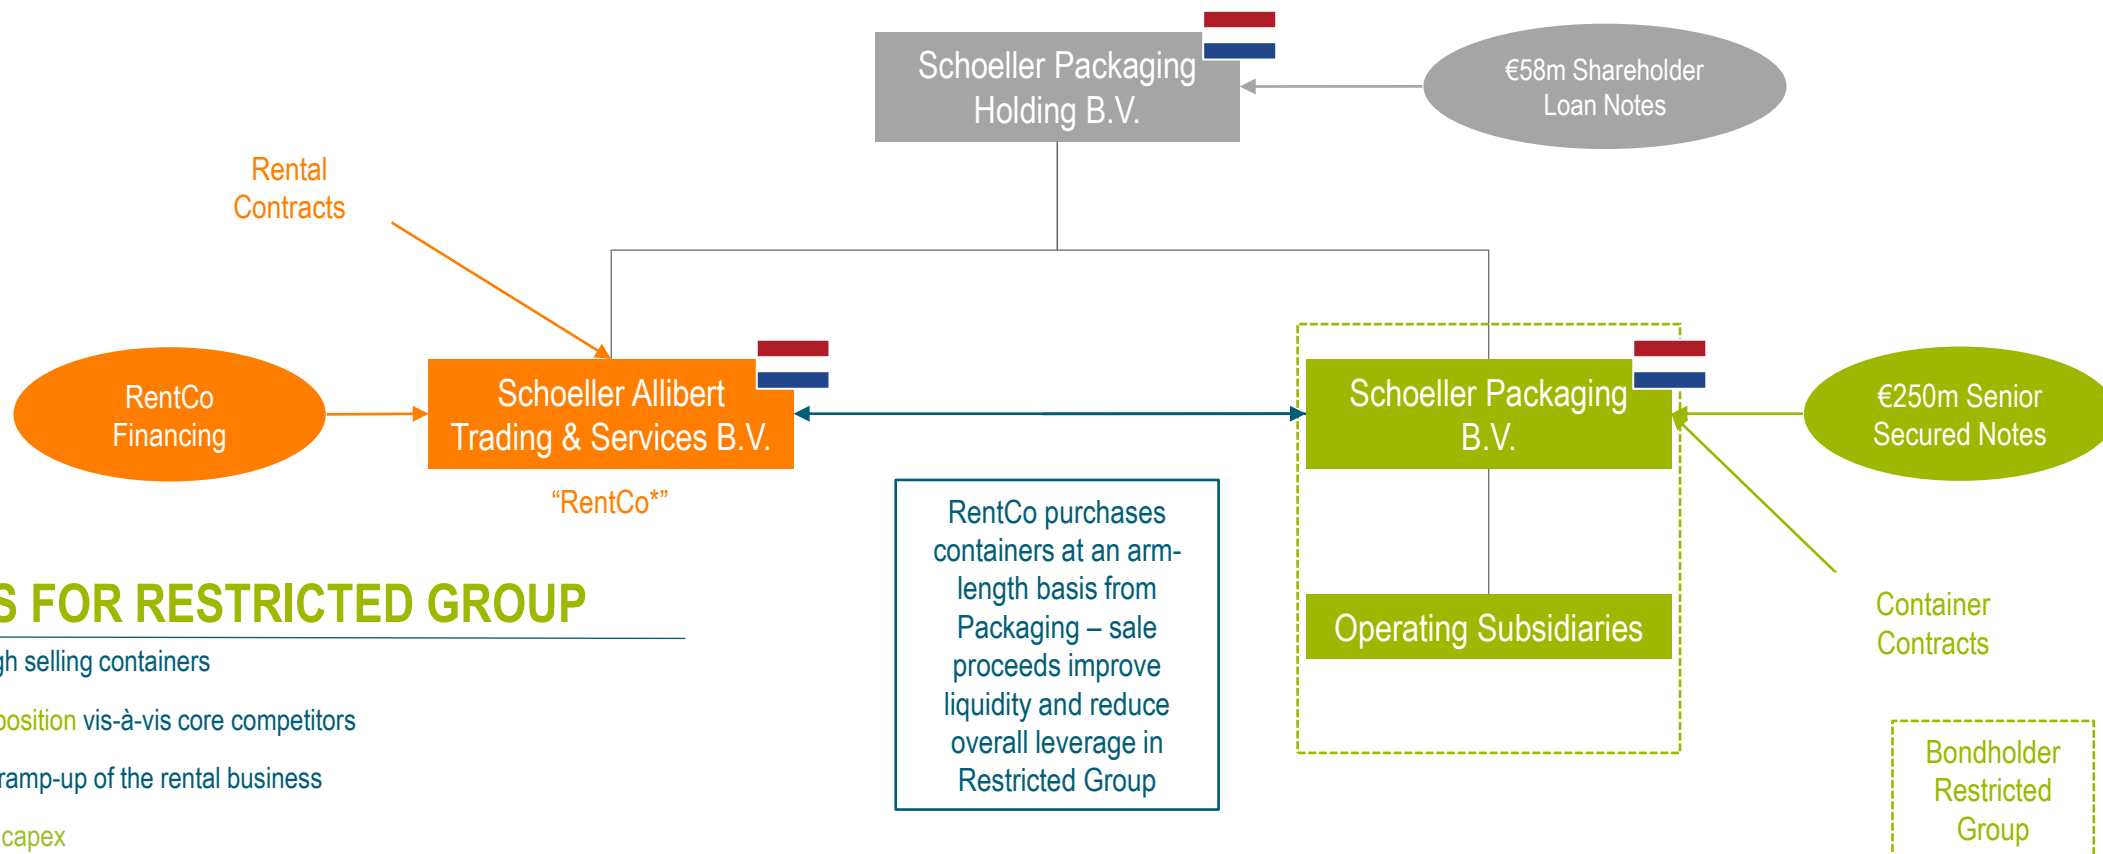 Schoeller Packaging
Holding B.V.
€58m Shareholder
Loan Notes
Rental
Contracts
RentCo
Financing
Schoeller Allibert
Trading & Services B.V.
“RentCo*”
Schoeller Packaging
B.V.
€250m Senior
Secured Notes
RentCo purchases
containers at an arm-
length basis from
Packaging – sale
proceeds improve
liquidity and reduce
overall leverage in
Restricted Group
Operating Subsidiaries
Container
Contracts
Bondholder
Restricted
Group
FOR RESTRICTED GROUP
selling containers
position vis-à-vis core competitors
ramp-up of the rental business
capex